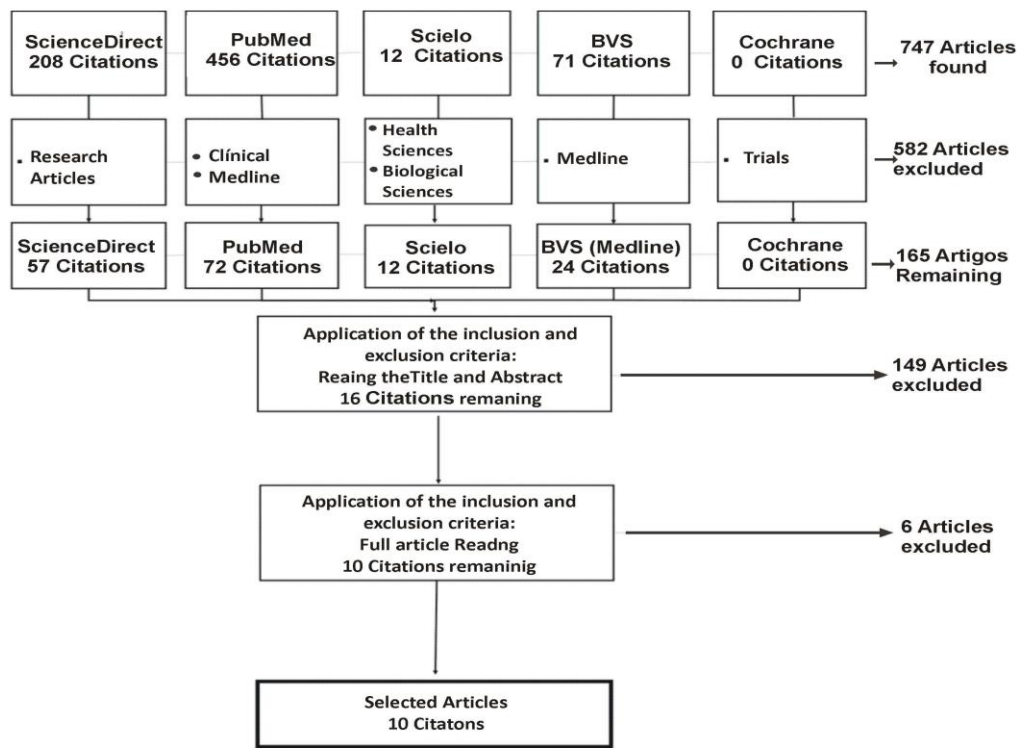 ScienceDirect
208 Citations
PubMed
456 Citations
Scielo
12 Citations
BVS
71 Citations
Cochrane
0 Citations
747 Articles
found
• Research
Articles
• Clínical
• Medline
• Health
Sciences
• Biological
Sciences
• Medline
• Trials
582 Articles
excluded
ScienceDirect
57 Citations
PubMed
72 Citations
Scielo
12 Citations
BVS (Medline)
24 Citations
Cochrane
0 Citations
165 Artigos
Remaining
Application of the inclusion and
exclusion criteria:
Reaing theTitle and Abstract
16 Citations remaning
149 Articles
excluded
Application of the inclusion and
exclusion criteria:
Full article Readng
10 Citations remaninig
6 Articles
excluded
Selected Articles
10 Citatons